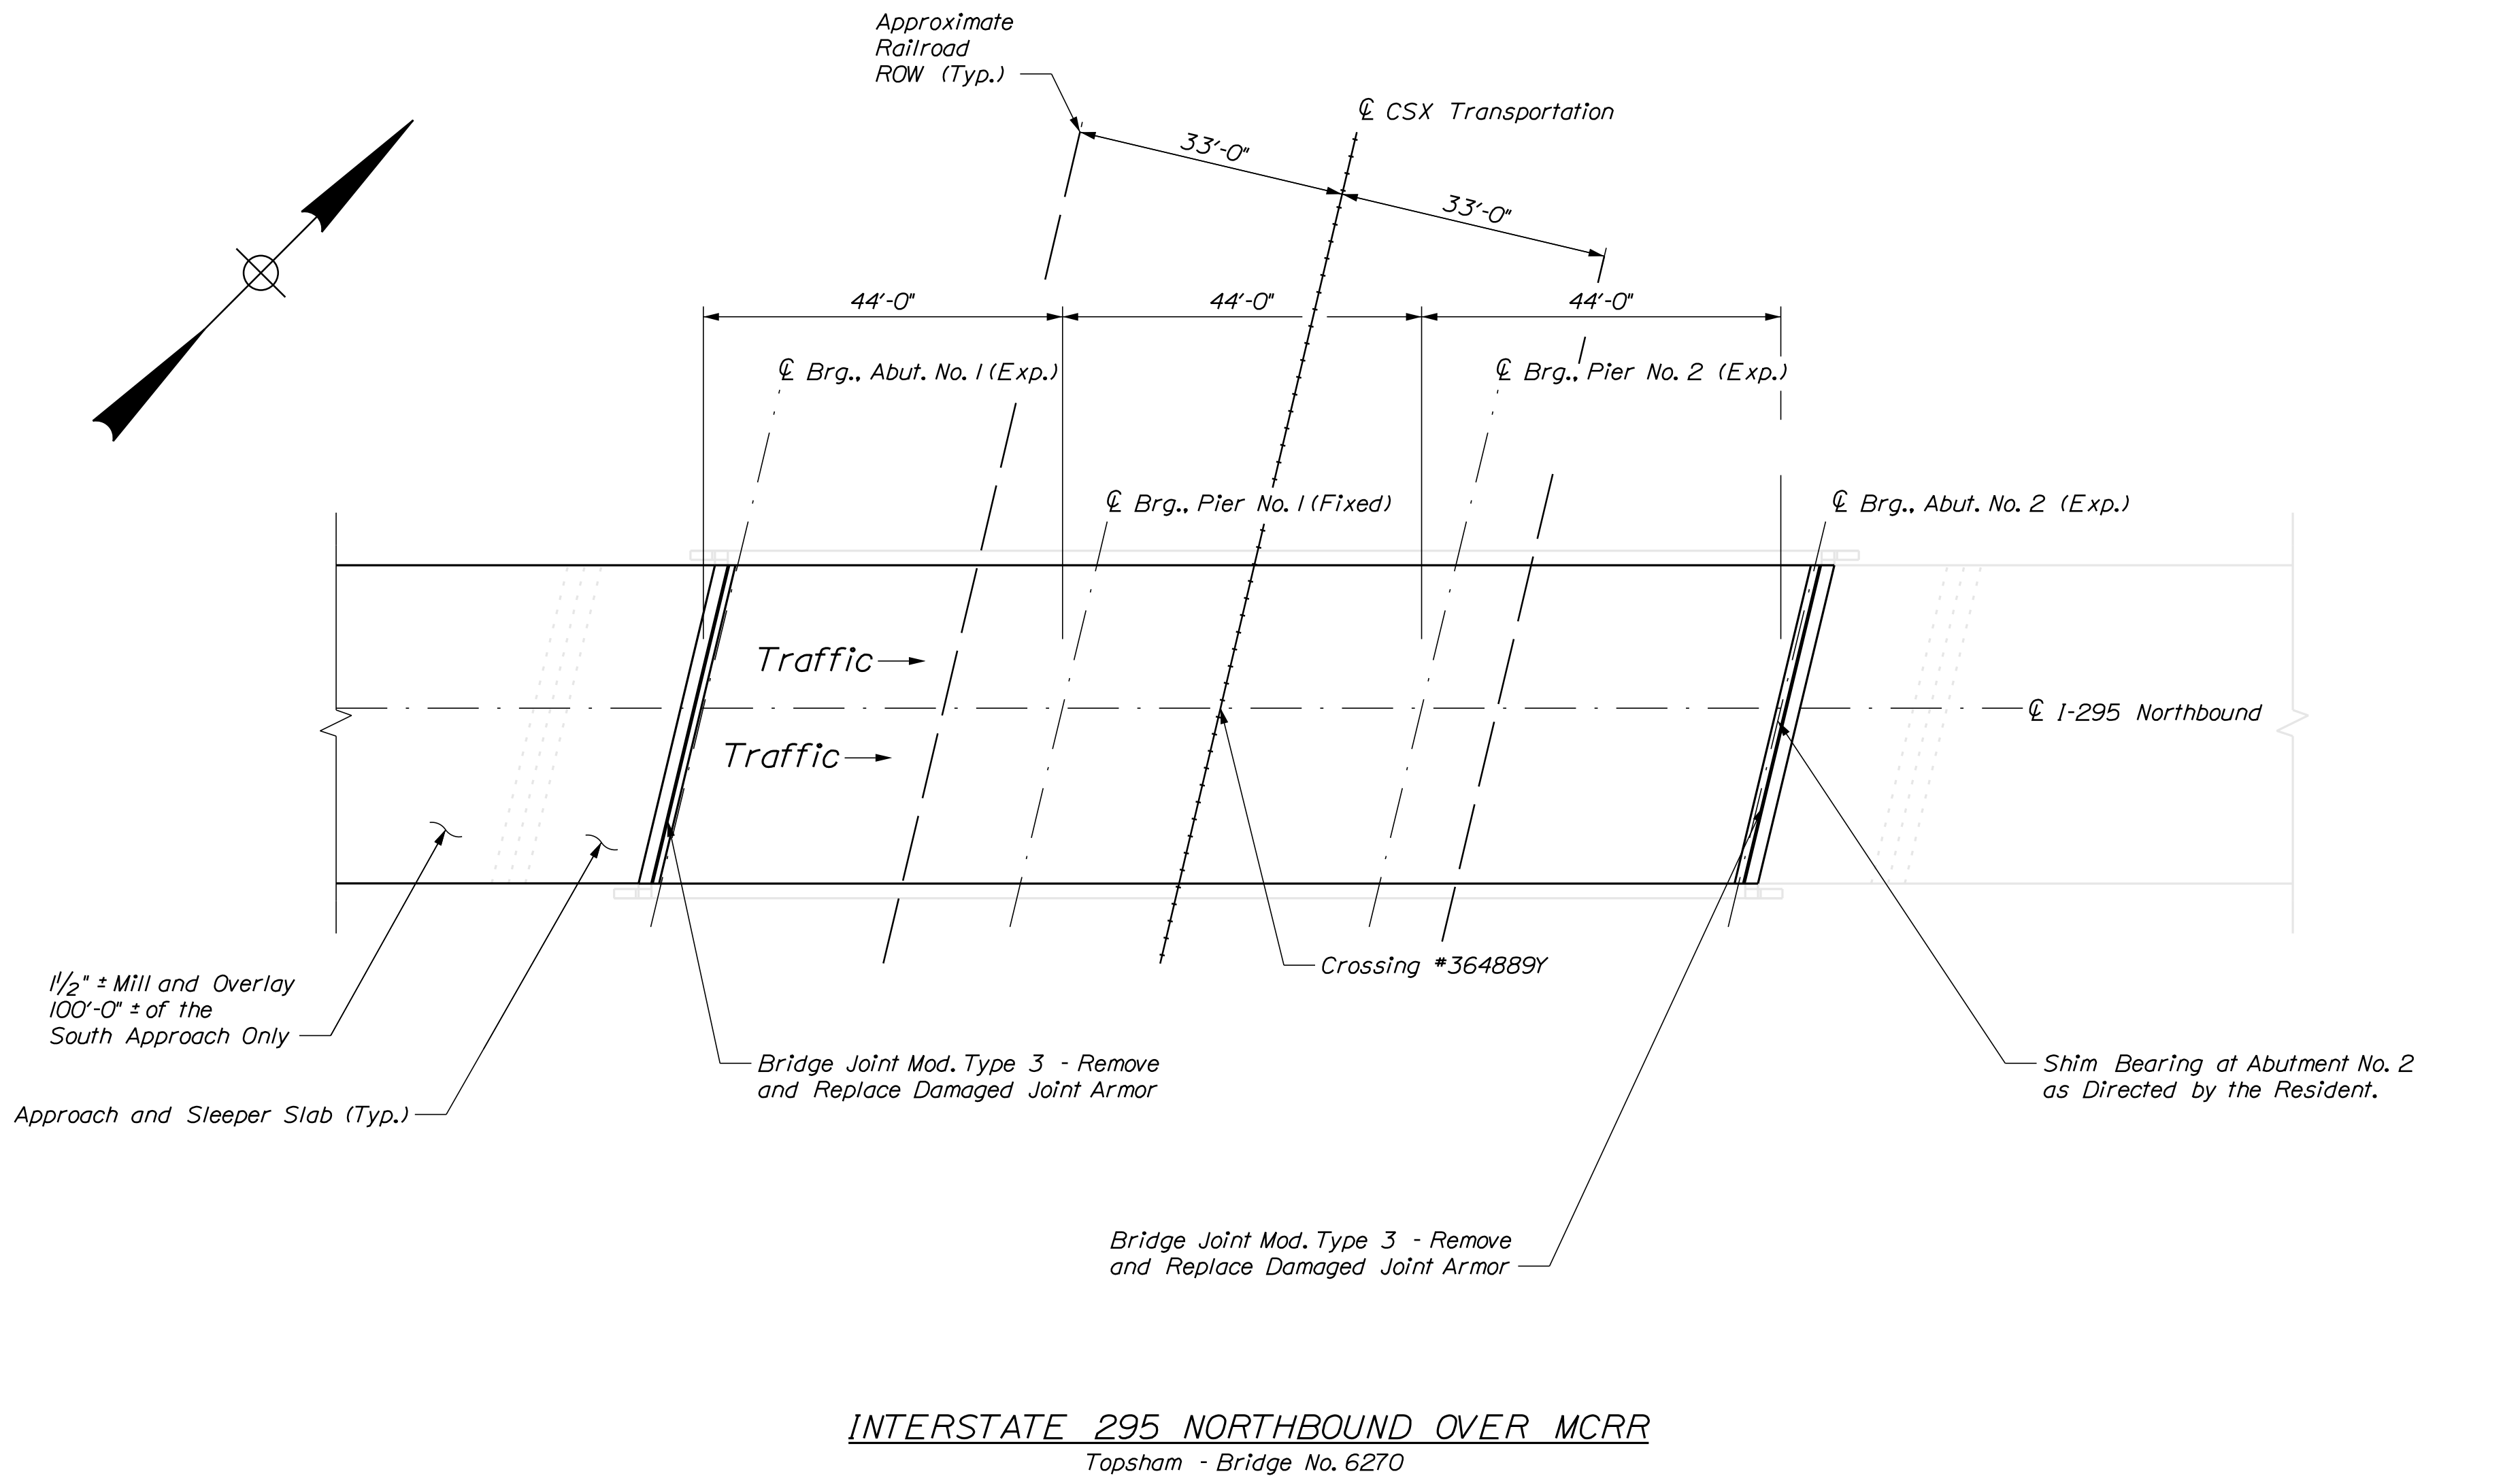 Approximate
Railroad
ROW (Typ.)
℄ CSX Transportation
33'-0"
33'-0"
44'-0"
44'-0"
44'-0"
℄ Brg., Abut. No. 1 (Exp.)
℄ Brg., Pier No. 2 (Exp.)
℄ Brg., Pier No. 1 (Fixed)
℄ Brg., Abut. No. 2 (Exp.)
Traffic
℄ I-295 Northbound
Traffic
Crossing #364889Y
1½" ± Mill and Overlay
100'-0" ± of the
South Approach Only
Bridge Joint Mod. Type 3 - Remove
and Replace Damaged Joint Armor
Shim Bearing at Abutment No. 2
as Directed by the Resident.
Approach and Sleeper Slab (Typ.)
Bridge Joint Mod. Type 3 - Remove
and Replace Damaged Joint Armor
INTERSTATE 295 NORTHBOUND OVER MCRR
Topsham - Bridge No. 6270